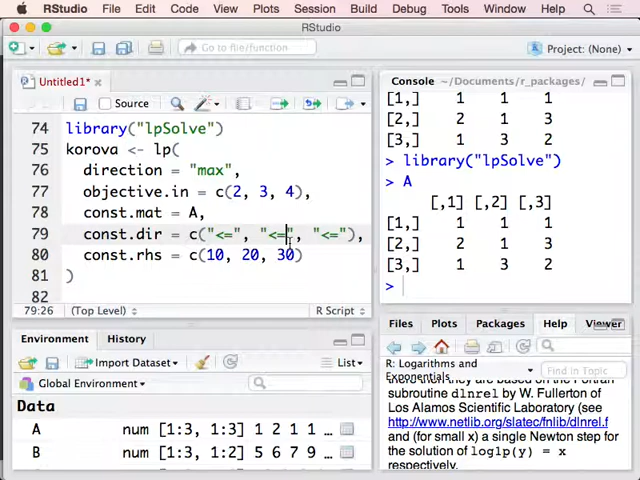 RStudio File Edit Code View Plots Session Build Debug Tools Window Help
RStudio
Go to file/function
Project: (None)
Untitled1*
Source
74 library("lpSolve")
75 korova <- lp(
76 direction = "max",
77 objective.in = c(2, 3, 4),
78 const.mat = A,
79 const.dir = c("<=", "<=", "<="),
80 const.rhs = c(10, 20, 30)
81 )
82
79:26 (Top Level) R Script
Console ~/Documents/r_packages/
[1,] 1 1 1
[2,] 2 1 3
[3,] 1 3 2
> library("lpSolve")
> A
[,1] [,2] [,3]
[1,] 1 1 1
[2,] 2 1 3
[3,] 1 3 2
>
Environment History
Import Dataset List
Global Environment
Data
A num [1:3, 1:3] 1 2 1 1 ...
B num [1:3, 1:2] 5 6 7 9 ...
Files Plots Packages Help Viewer
R: Logarithms and Exponentials
Find in Topic
subroutine dlnrel by W. Fullerton of
Los Alamos Scientific Laboratory (see
http://www.netlib.org/slatec/fnlib/dlnrel.f
and (for small x) a single Newton step for
the solution of log1p(y) = x
respectively.